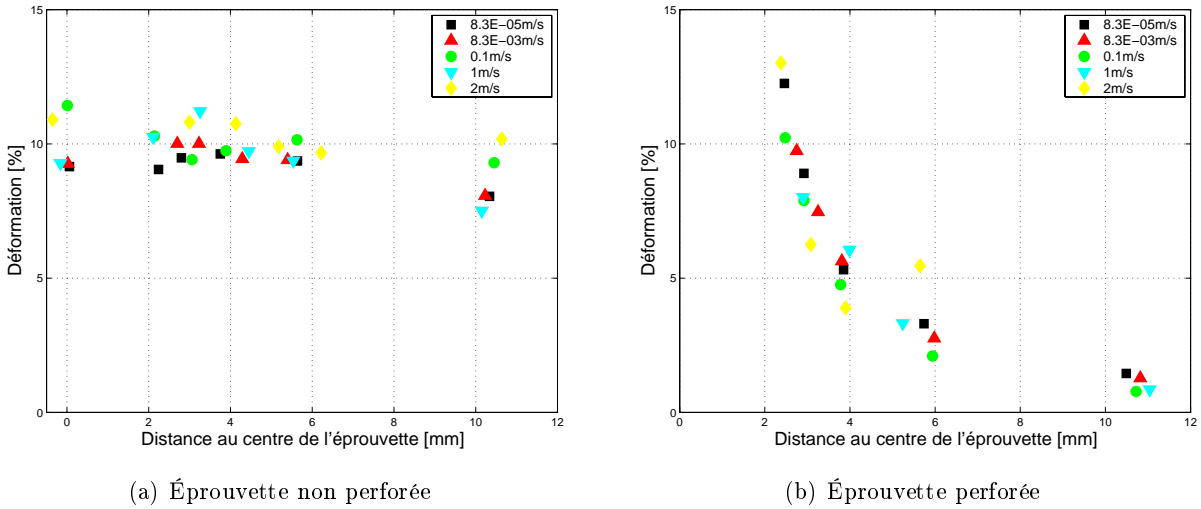 15
10
5
0
Déformation [%]
0
2
4
6
8
10
12
Distance au centre de l'éprouvette [mm]
8.3E−05m/s
8.3E−03m/s
0.1m/s
1m/s
2m/s
(a) Éprouvette non perforée
15
10
5
0
Déformation [%]
0
2
4
6
8
10
12
Distance au centre de l'éprouvette [mm]
8.3E−05m/s
8.3E−03m/s
0.1m/s
1m/s
2m/s
(b) Éprouvette perforée